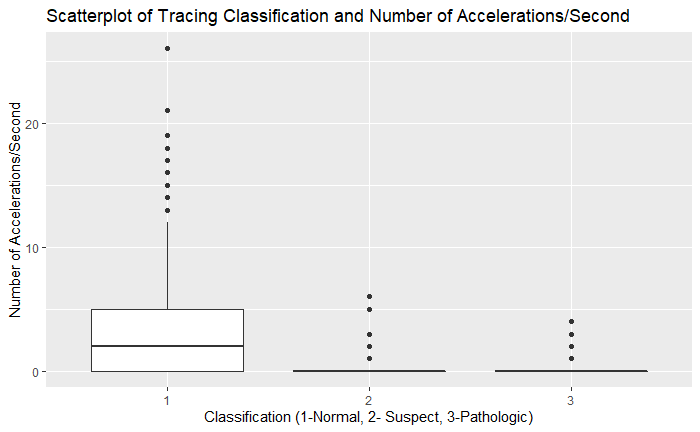 Scatterplot of Tracing Classification and Number of Accelerations/Second
Number of Accelerations/Second
20
10
0
1
2
3
Classification (1-Normal, 2- Suspect, 3-Pathologic)